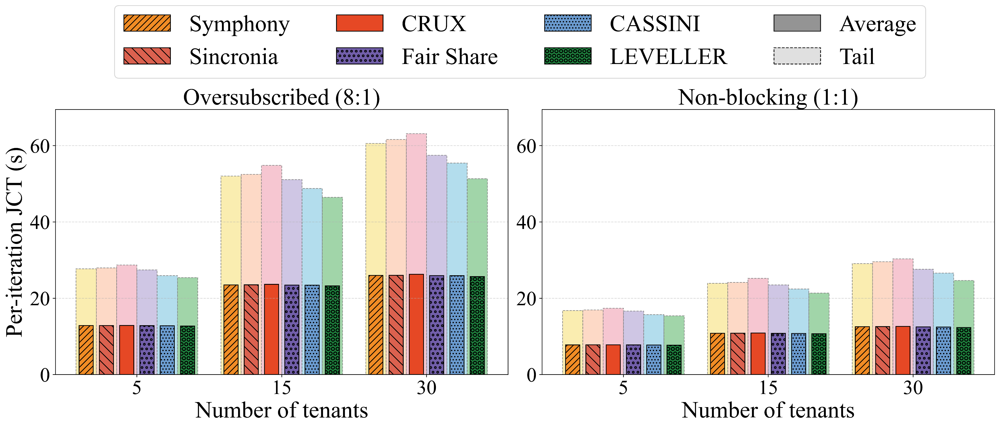 Symphony CRUX CASSINI Average
Sincronia Fair Share LEVELLER Tail
Oversubscribed (8:1)
Non-blocking (1:1)
Per-iteration JCT (s)
60
40
20
0
5 15 30
Number of tenants
60
40
20
0
5 15 30
Number of tenants